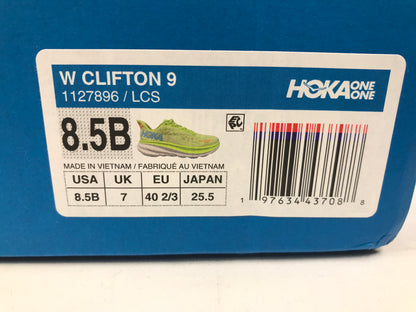 W CLIFTON 9
1127896 / LCS
HOKA ONE ONE
8.5B
HOKA
MADE IN VIETNAM / FABRIQUÉ AU VIETNAM
USA UK EU JAPAN
8.5B 7 40 2/3 25.5
1 97634 43708 8